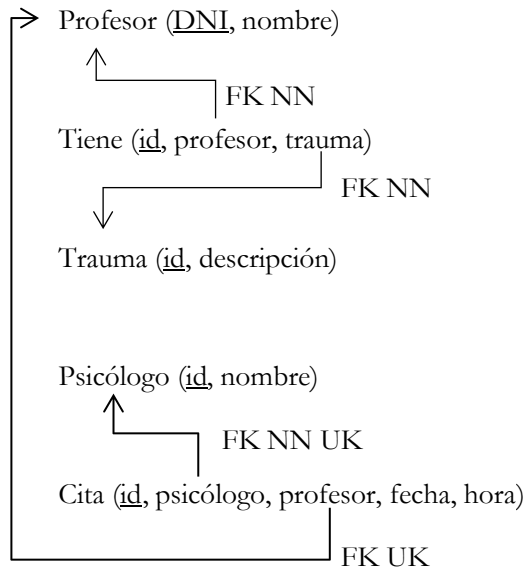 Profesor (DNI, nombre)
FK NN
Tiene (id, profesor, trauma)
FK NN
Trauma (id, descripción)
Psicólogo (id, nombre)
FK NN UK
Cita (id, psicólogo, profesor, fecha, hora)
FK UK